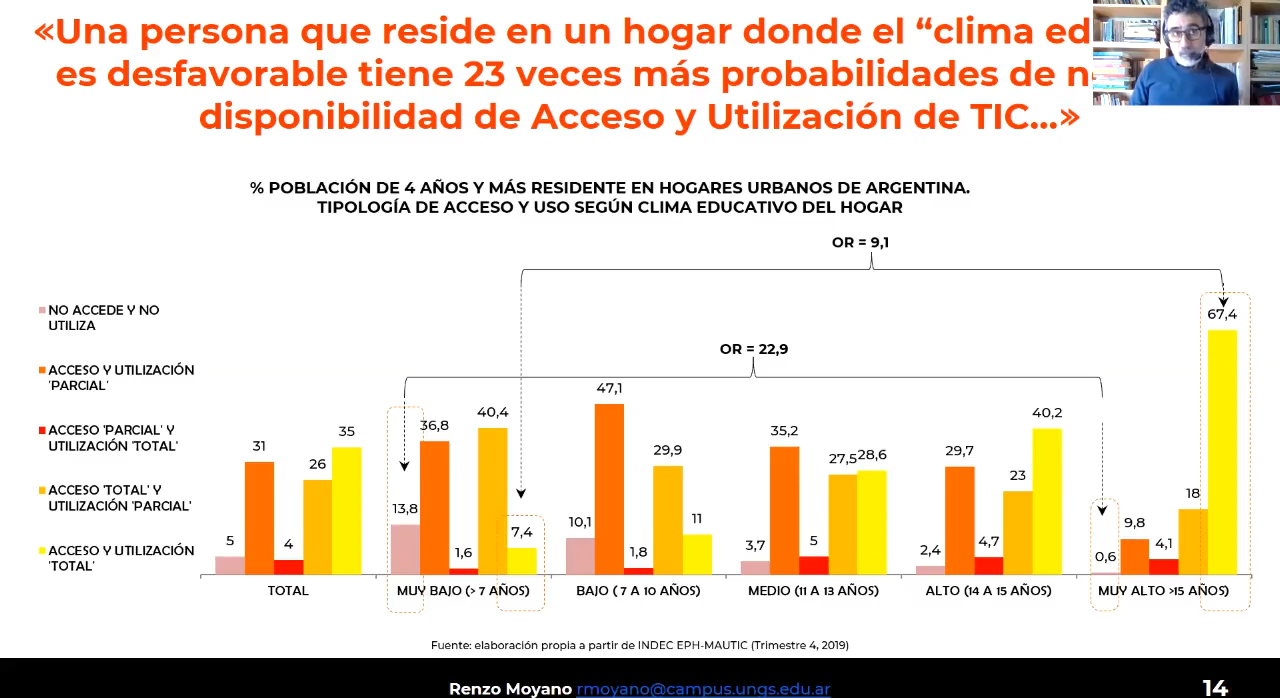 «Una persona que reside en un hogar donde el “clima ed
es desfavorable tiene 23 veces más probabilidades de n
disponibilidad de Acceso y Utilización de TIC...»
% POBLACIÓN DE 4 AÑOS Y MÁS RESIDENTE EN HOGARES URBANOS DE ARGENTINA.
TIPOLOGÍA DE ACCESO Y USO SEGÚN CLIMA EDUCATIVO DEL HOGAR
OR = 9,1
OR = 22,9
NO ACCEDE Y NO
UTILIZA
ACCESO Y UTILIZACIÓN
'PARCIAL'
ACCESO 'PARCIAL' Y
UTILIZACIÓN 'TOTAL'
ACCESO 'TOTAL' Y
UTILIZACIÓN 'PARCIAL'
ACCESO Y UTILIZACIÓN
'TOTAL'
5 31 4 26 35
13,8 36,8 1,6 40,4 7,4
10,1 47,1 1,8 29,9 11
3,7 35,2 5 27,5 28,6
2,4 29,7 4,7 23 40,2
0,6 9,8 4,1 18 67,4
TOTAL MUY BAJO (> 7 AÑOS) BAJO ( 7 A 10 AÑOS) MEDIO (11 A 13 AÑOS) ALTO (14 A 15 AÑOS) MUY ALTO >15 AÑOS)
Fuente: elaboración propia a partir de INDEC EPH-MAUTIC (Trimestre 4, 2019)
Renzo Moyano rmoyano@campus.ungs.edu.ar
14